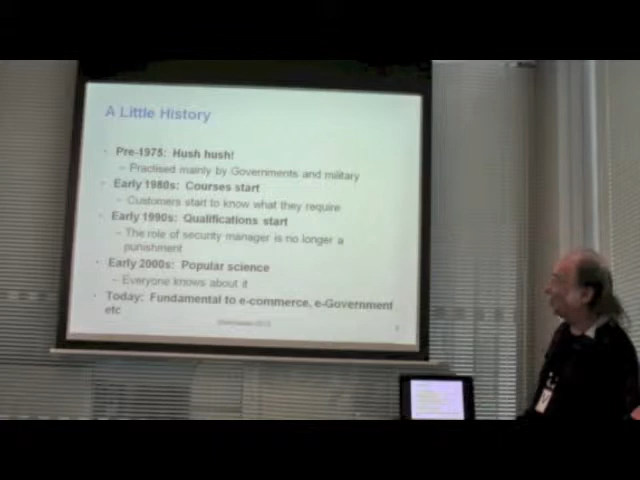 A Little History
Pre-1975: Hush hush!
– Practised mainly by Governments and military
Early 1980s: Courses start
– Customers start to know what they require
Early 1990s: Qualifications start
– The role of security manager is no longer a
punishment
Early 2000s: Popular science
– Everyone knows about it
Today: Fundamental to e-commerce, e-Government
etc